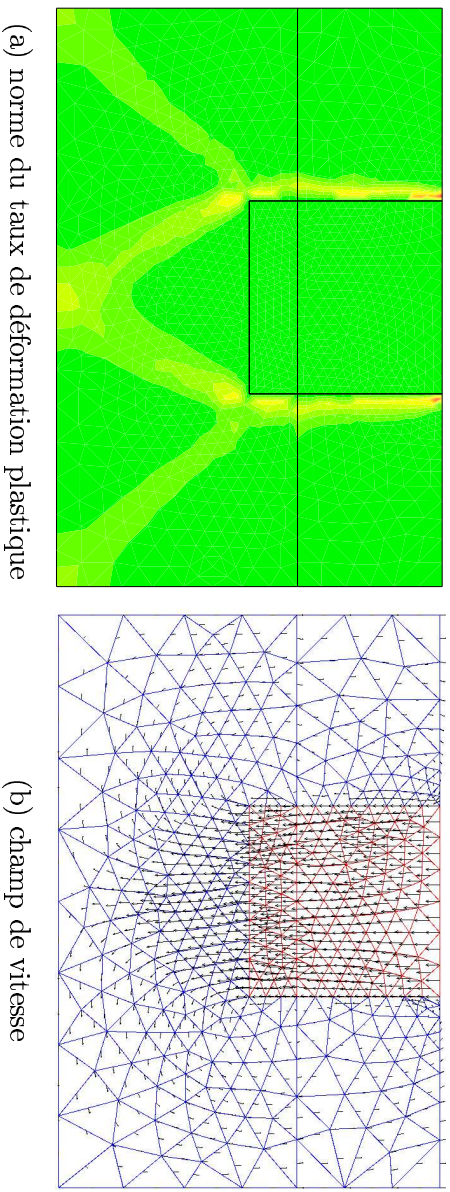 (a) norme du taux de déformation plastique
(b) champ de vitesse